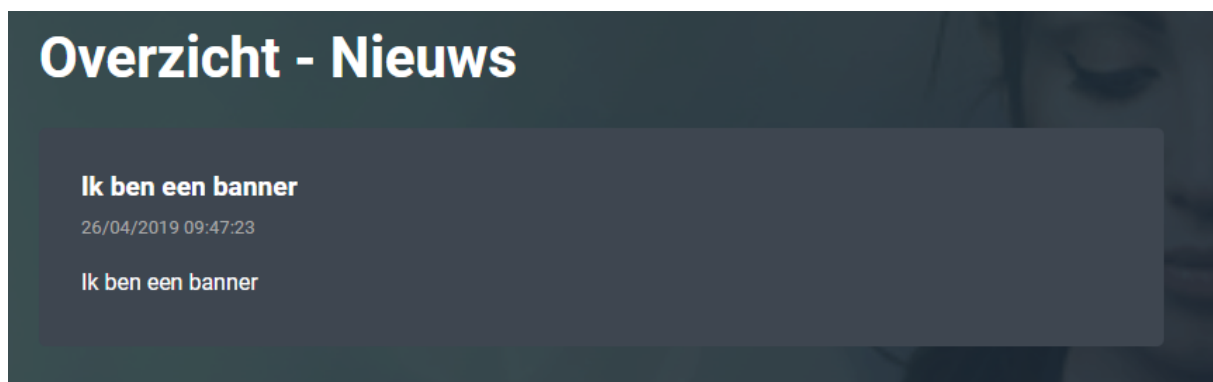 Overzicht - Nieuws
Ik ben een banner
26/04/2019 09:47:23
Ik ben een banner